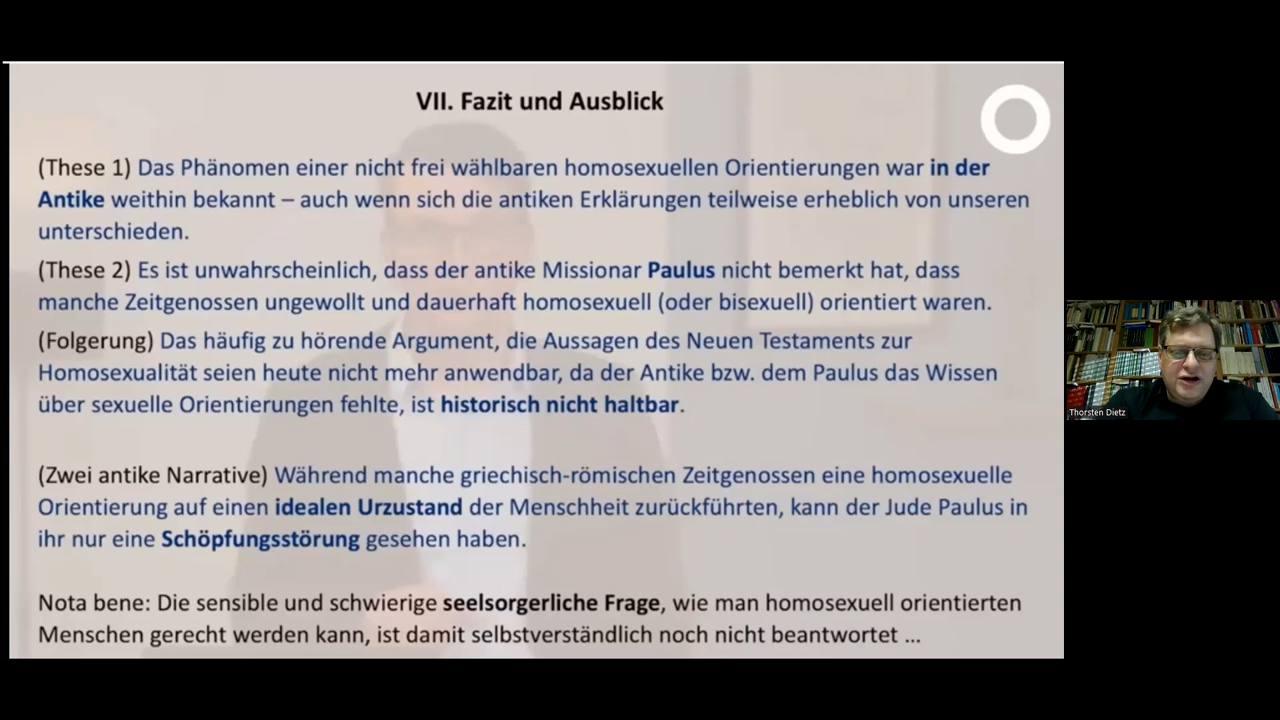 VII. Fazit und Ausblick
(These 1) Das Phänomen einer nicht frei wählbaren homosexuellen Orientierungen war in der
Antike weithin bekannt – auch wenn sich die antiken Erklärungen teilweise erheblich von unseren
unterschieden.
(These 2) Es ist unwahrscheinlich, dass der antike Missionar Paulus nicht bemerkt hat, dass
manche Zeitgenossen ungewollt und dauerhaft homosexuell (oder bisexuell) orientiert waren.
(Folgerung) Das häufig zu hörende Argument, die Aussagen des Neuen Testaments zur
Homosexualität seien heute nicht mehr anwendbar, da der Antike bzw. dem Paulus das Wissen
über sexuelle Orientierungen fehlte, ist historisch nicht haltbar.
(Zwei antike Narrative) Während manche griechisch-römischen Zeitgenossen eine homosexuelle
Orientierung auf einen idealen Urzustand der Menschheit zurückführten, kann der Jude Paulus in
ihr nur eine Schöpfungsstörung gesehen haben.
Nota bene: Die sensible und schwierige seelsorgerliche Frage, wie man homosexuell orientierten
Menschen gerecht werden kann, ist damit selbstverständlich noch nicht beantwortet ...
Thorsten Dietz